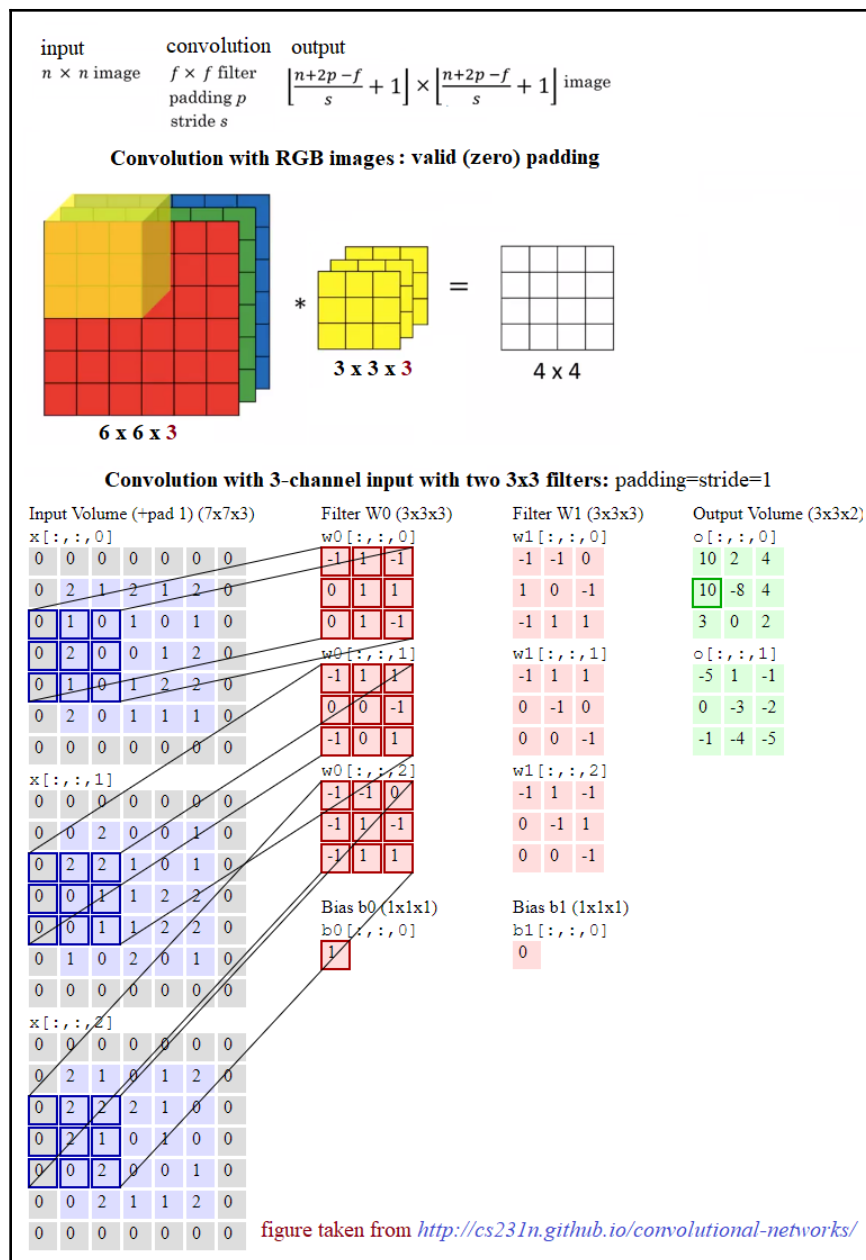 input convolution output
n × n image f × f filter ⌊(n+2p−f)/s + 1⌋ × ⌊(n+2p−f)/s + 1⌋ image
padding p
stride s
Convolution with RGB images : valid (zero) padding
* =
3 x 3 x 3 4 x 4
6 x 6 x 3
Convolution with 3-channel input with two 3x3 filters: padding=stride=1
Input Volume (+pad 1) (7x7x3) Filter W0 (3x3x3) Filter W1 (3x3x3) Output Volume (3x3x2)
x[:,:,0] w0[:,:,0] w1[:,:,0] o[:,:,0]
0 0 0 0 0 0 0 -1 1 -1 -1 -1 0 10 2 4
0 2 1 2 1 2 0 0 1 1 1 0 -1 10 -8 4
0 1 0 1 0 1 0 0 1 -1 -1 1 1 3 0 2
0 2 0 0 1 2 0 w0[:,:,1] w1[:,:,1] o[:,:,1]
0 1 0 1 2 2 0 -1 1 1 -1 1 1 -5 1 -1
0 2 0 1 1 1 0 0 0 -1 0 -1 0 0 -3 -2
0 0 0 0 0 0 0 -1 0 1 0 0 -1 -1 -4 -5
x[:,:,1] w0[:,:,2] w1[:,:,2]
0 0 0 0 0 0 0 -1 -1 0 -1 1 -1
0 0 2 0 0 1 0 -1 1 -1 0 -1 1
0 2 2 1 0 1 0 -1 1 1 0 0 -1
0 0 1 1 2 2 0
0 0 1 1 2 2 0 Bias b0 (1x1x1) Bias b1 (1x1x1)
b0[:,:,0] b1[:,:,0]
0 1 0 2 0 1 0 1 0
0 0 0 0 0 0 0
x[:,:,2]
0 0 0 0 0 0 0
0 2 1 0 1 2 0
0 2 2 2 1 0 0
0 2 1 0 1 0 0
0 0 2 0 0 1 0
0 0 2 1 1 2 0
0 0 0 0 0 0 0
figure taken from http://cs231n.github.io/convolutional-networks/